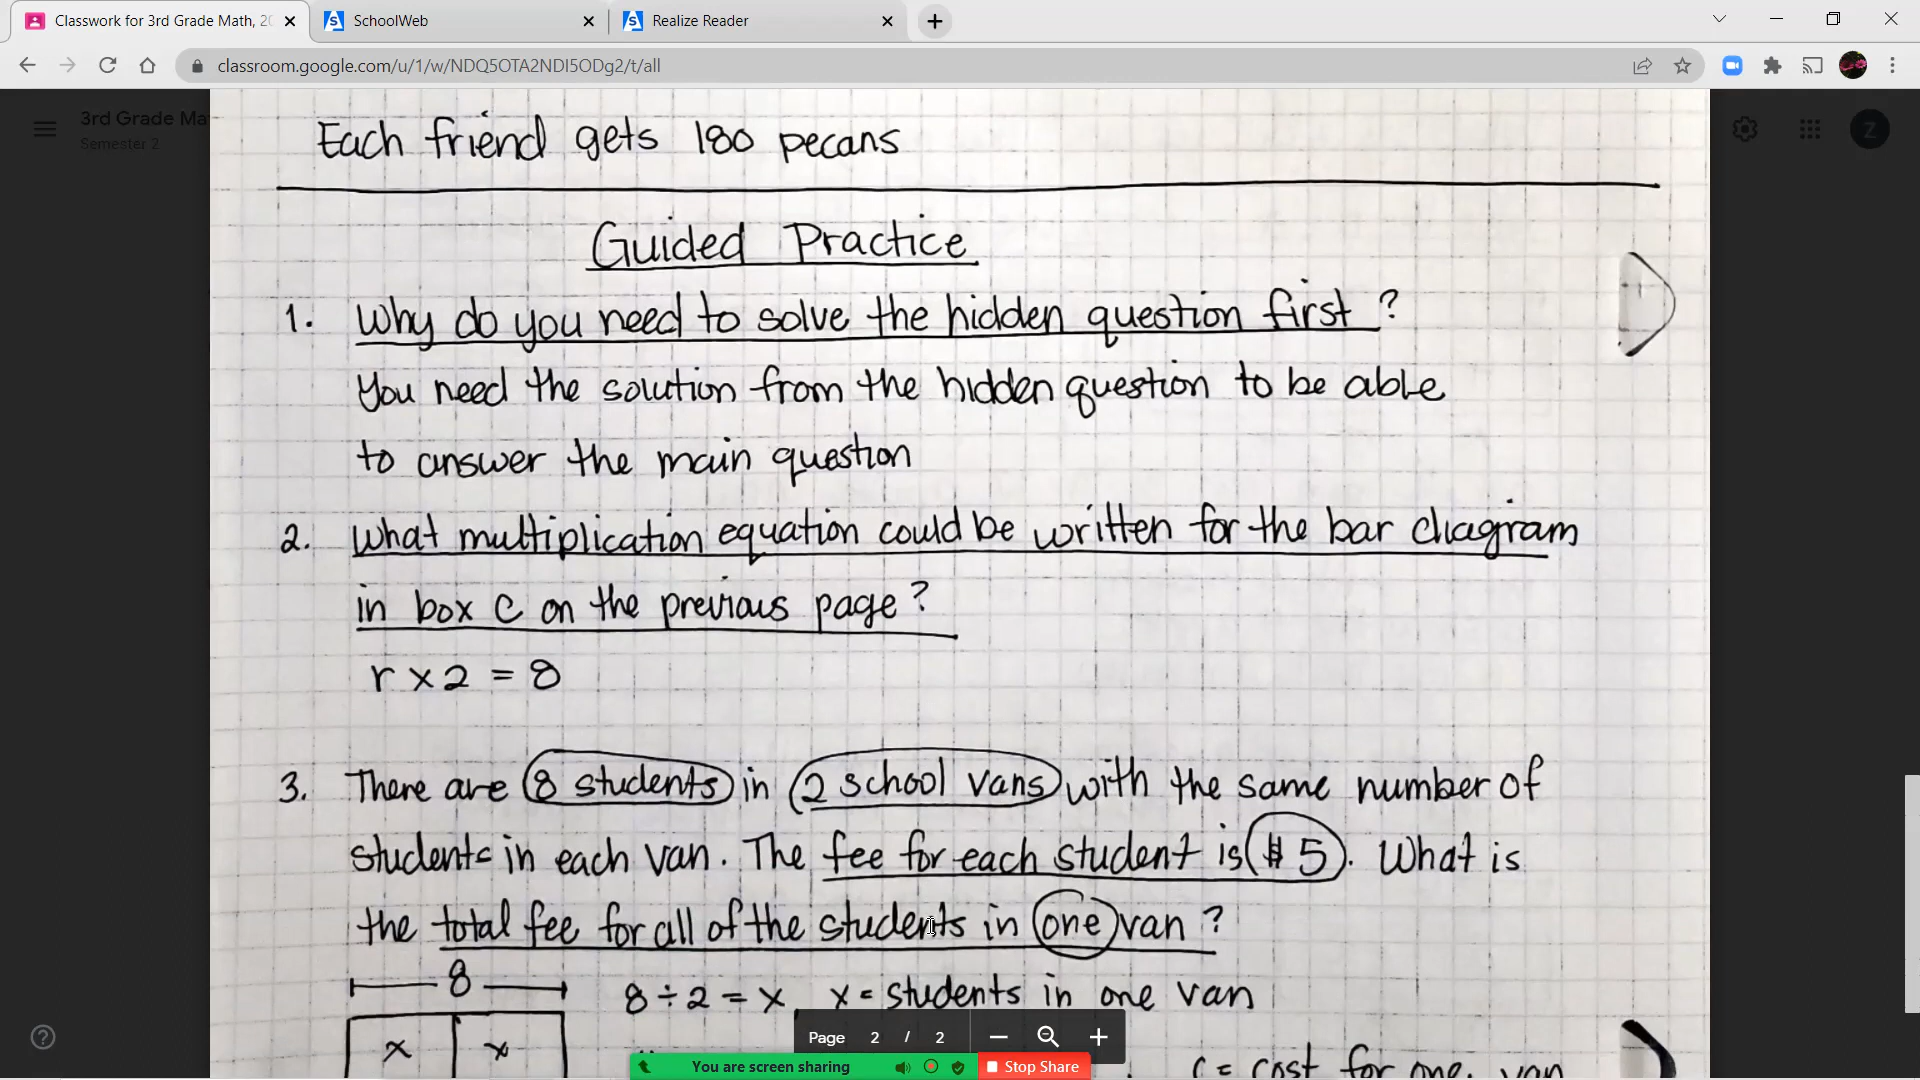 Classwork for 3rd Grade Math, 20
SchoolWeb
Realize Reader
classroom.google.com/u/1/w/NDQ5OTA2NDI5ODg2/t/all
3rd Grade Ma
Semester 2
Z
Each friend gets 180 pecans
Guided Practice
1. Why do you need to solve the hidden question first?
You need the solution from the hidden question to be able
to answer the main question
2. What multiplication equation could be written for the bar diagram
in box C on the previous page?
r x 2 = 8
3. There are 8 students in 2 school vans with the same number of
students in each van. The fee for each student is $5. What is
the total fee for all of the students in one van?
8
8 ÷ 2 = x x = students in one van
x x
c = cost for one van
Page 2 / 2
You are screen sharing Stop Share